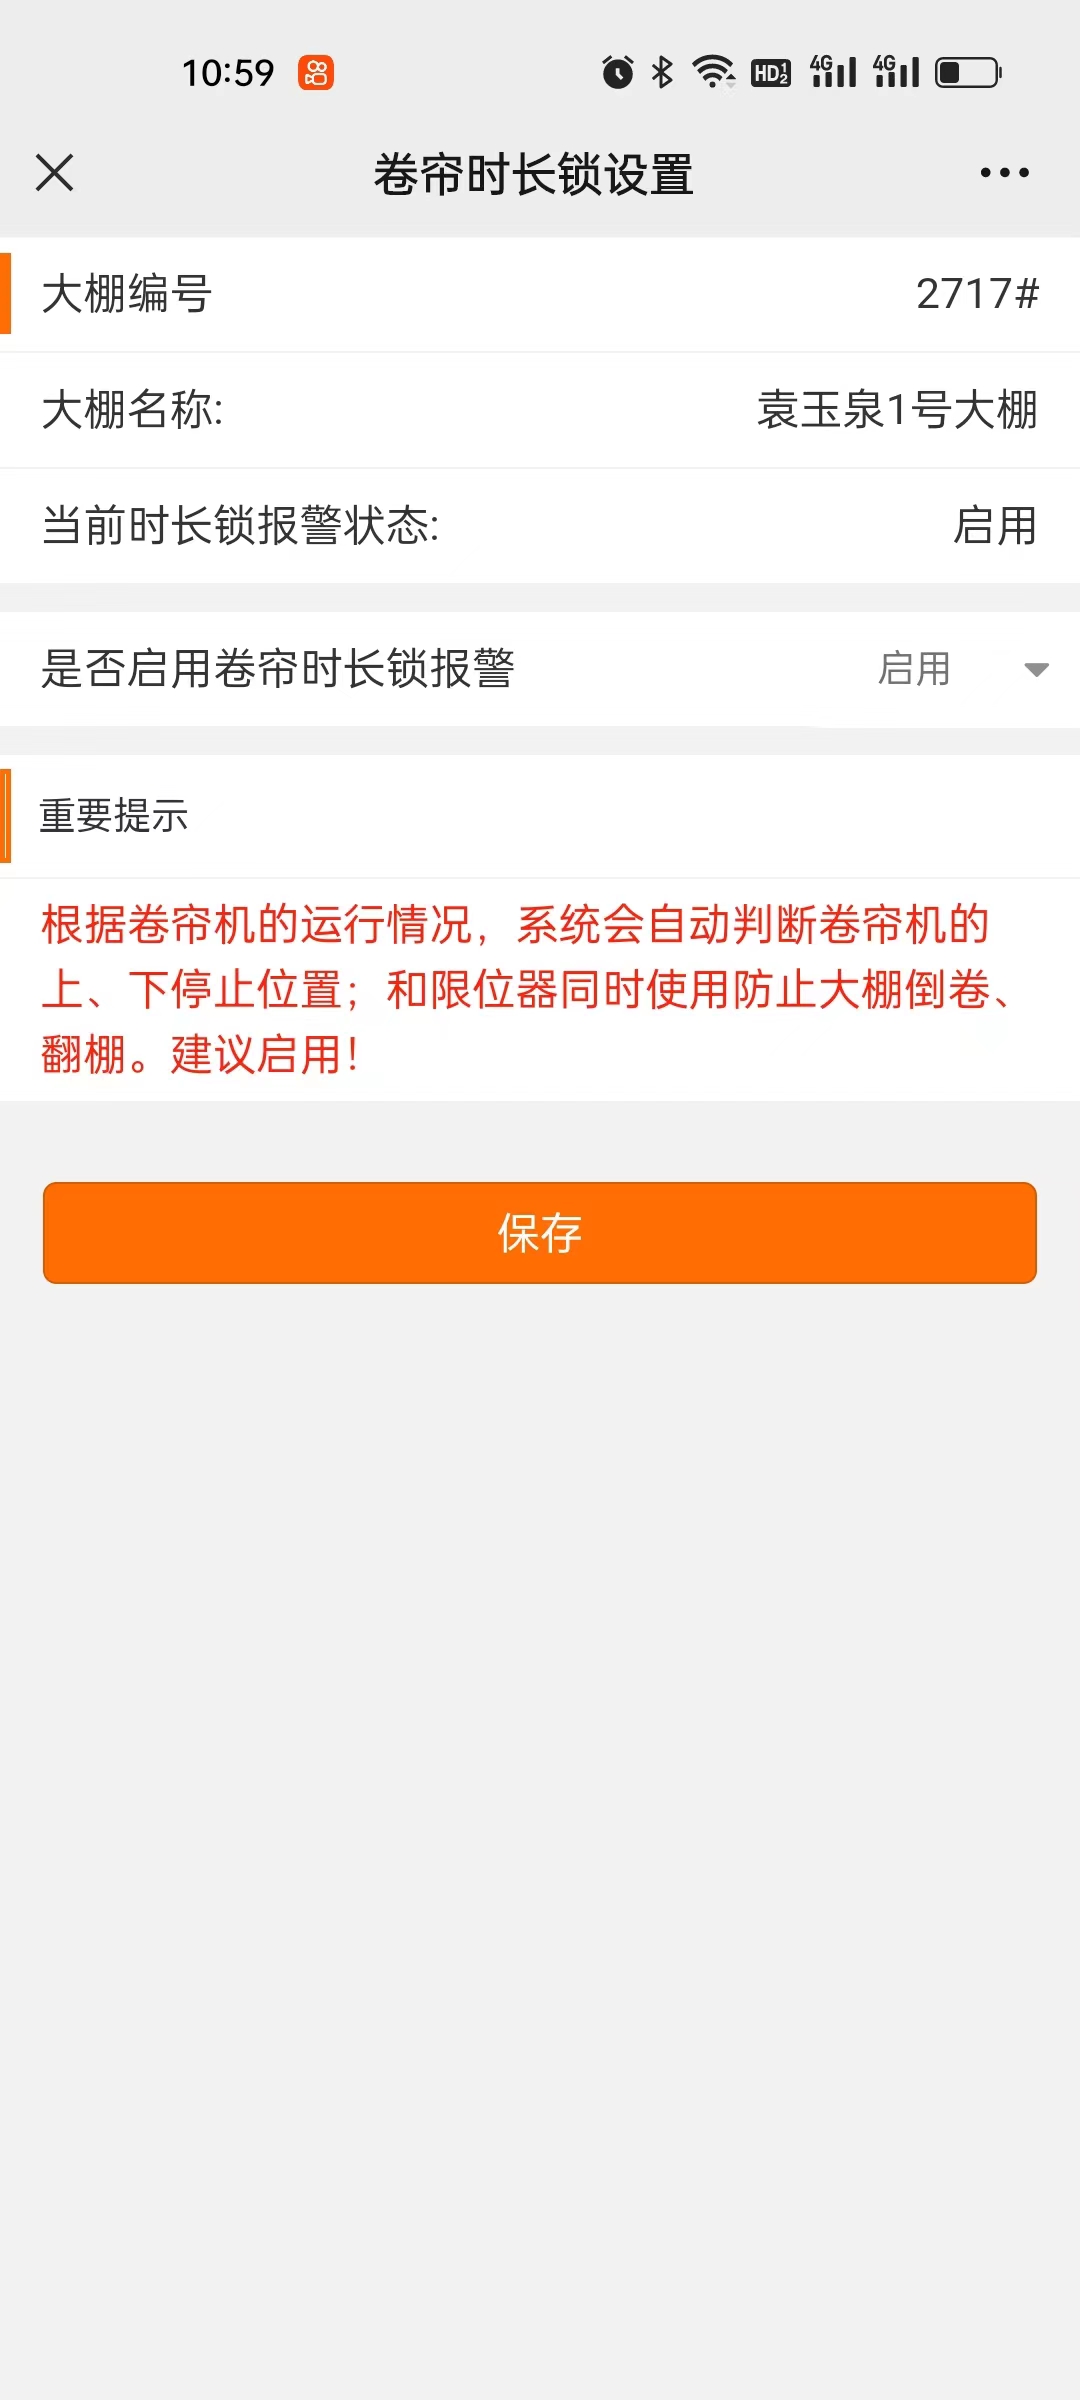 10:59
HD 1 2 4G 4G
卷帘时长锁设置
大棚编号 2717#
大棚名称: 袁玉泉1号大棚
当前时长锁报警状态: 启用
是否启用卷帘时长锁报警 启用
重要提示
根据卷帘机的运行情况，系统会自动判断卷帘机的
上、下停止位置；和限位器同时使用防止大棚倒卷、
翻棚。建议启用！
保存